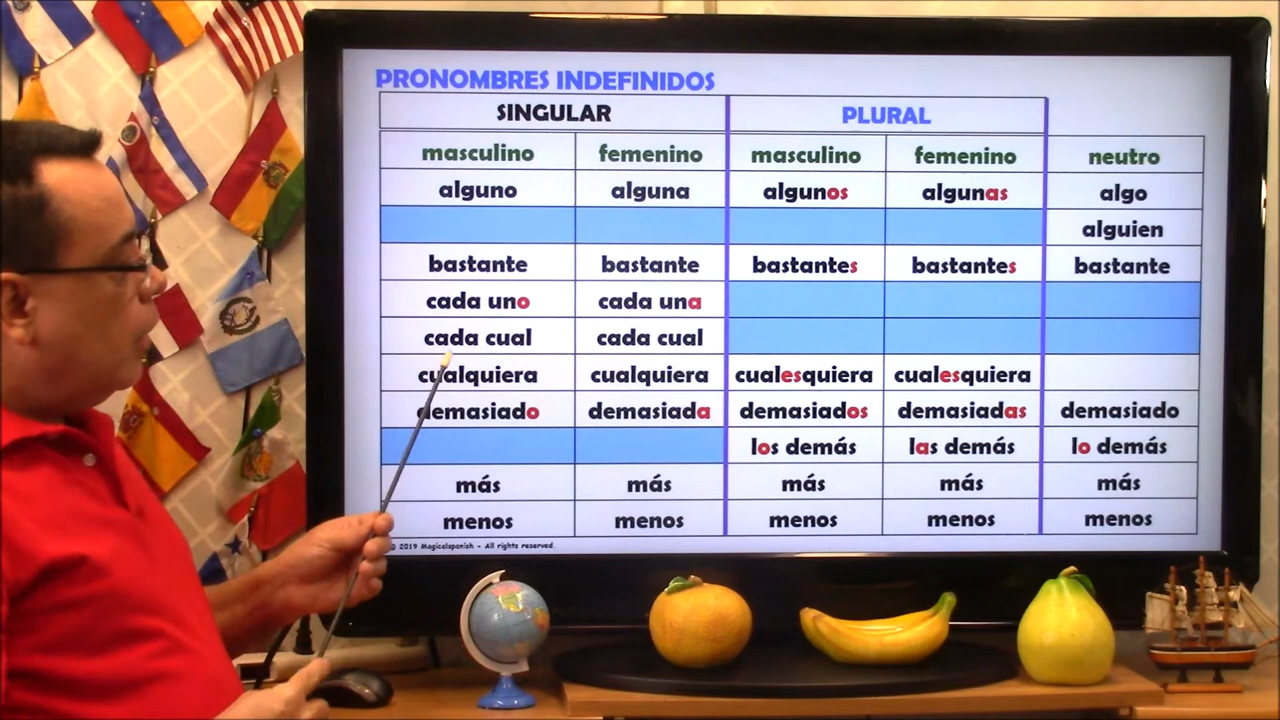 PRONOMBRES INDEFINIDOS
SINGULAR PLURAL
masculino femenino masculino femenino neutro
alguno alguna algunos algunas algo
alguien
bastante bastante bastantes bastantes bastante
cada uno cada una
cada cual cada cual
cualquiera cualquiera cualesquiera cualesquiera
demasiado demasiada demasiados demasiadas demasiado
los demás las demás lo demás
más más más más más
menos menos menos menos menos
© 2019 Magicalspanish - All rights reserved.